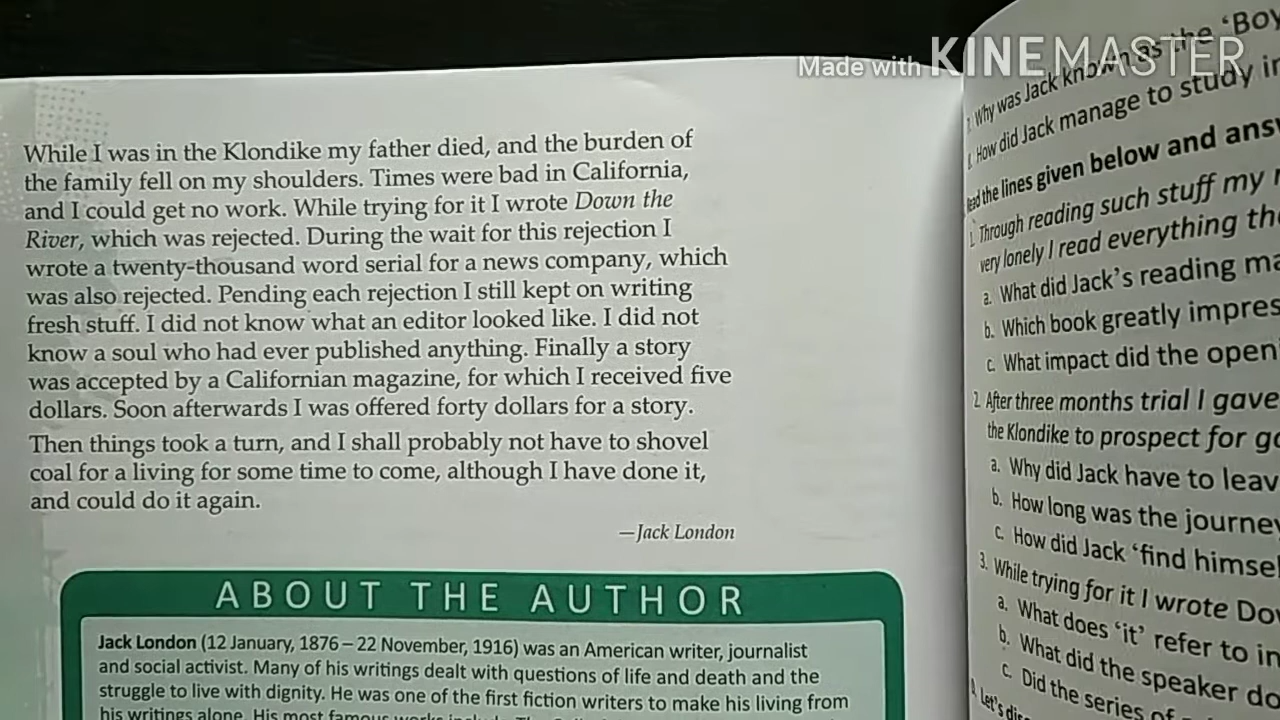 Made with KINEMASTER
While I was in the Klondike my father died, and the burden of
the family fell on my shoulders. Times were bad in California,
and I could get no work. While trying for it I wrote Down the
River, which was rejected. During the wait for this rejection I
wrote a twenty-thousand word serial for a news company, which
was also rejected. Pending each rejection I still kept on writing
fresh stuff. I did not know what an editor looked like. I did not
know a soul who had ever published anything. Finally a story
was accepted by a Californian magazine, for which I received five
dollars. Soon afterwards I was offered forty dollars for a story.
Then things took a turn, and I shall probably not have to shovel
coal for a living for some time to come, although I have done it,
and could do it again.
—Jack London
ABOUT THE AUTHOR
Jack London (12 January, 1876 – 22 November, 1916) was an American writer, journalist
and social activist. Many of his writings dealt with questions of life and death and the
struggle to live with dignity. He was one of the first fiction writers to make his living from
his writings alone. His most famous works include
Why was Jack known as the ‘Boy
How did Jack manage to study in
the lines given below and
Through reading such stuff my
very lonely I read everything
a. What did Jack’s reading
b. Which book greatly
c. What impact did the
2. After three months trial I gave
the Klondike to prospect for
a. Why did Jack have to
b. How long was the journey
c. How did Jack ‘find
3. While trying for it I wrote
a. What does ‘it’ refer to in
b. What did the speaker
c. Did the series of
Let’s